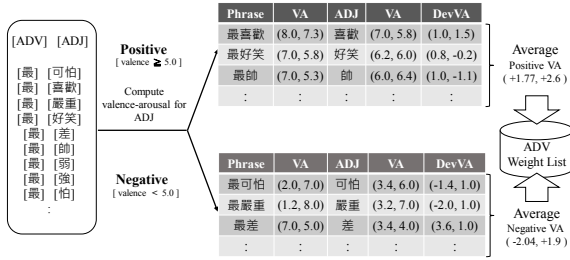 [ADV] [ADJ]
[最] [可怕]
[最] [喜歡]
[最] [嚴重]
[最] [好笑]
[最] [差]
[最] [帥]
[最] [弱]
[最] [強]
[最] [怕]
:
Positive
[ valence ≧ 5.0 ]
Compute
valence-arousal for
ADJ
Negative
[ valence < 5.0 ]
Phrase VA ADJ VA DevVA
最喜歡 (8.0, 7.3) 喜歡 (7.0, 5.8) (1.0, 1.5)
最好笑 (7.0, 5.8) 好笑 (6.2, 6.0) (0.8, -0.2)
最帥 (7.0, 5.3) 帥 (6.0, 6.4) (1.0, -1.1)
: : : : :
Phrase VA ADJ VA DevVA
最可怕 (2.0, 7.0) 可怕 (3.4, 6.0) (-1.4, 1.0)
最嚴重 (1.2, 8.0) 嚴重 (3.2, 7.0) (-2.0, 1.0)
最差 (7.0, 5.0) 差 (3.4, 4.0) (3.6, 1.0)
: : : : :
Average
Positive VA
( +1.77, +2.6 )
ADV
Weight List
Average
Negative VA
( -2.04, +1.9 )